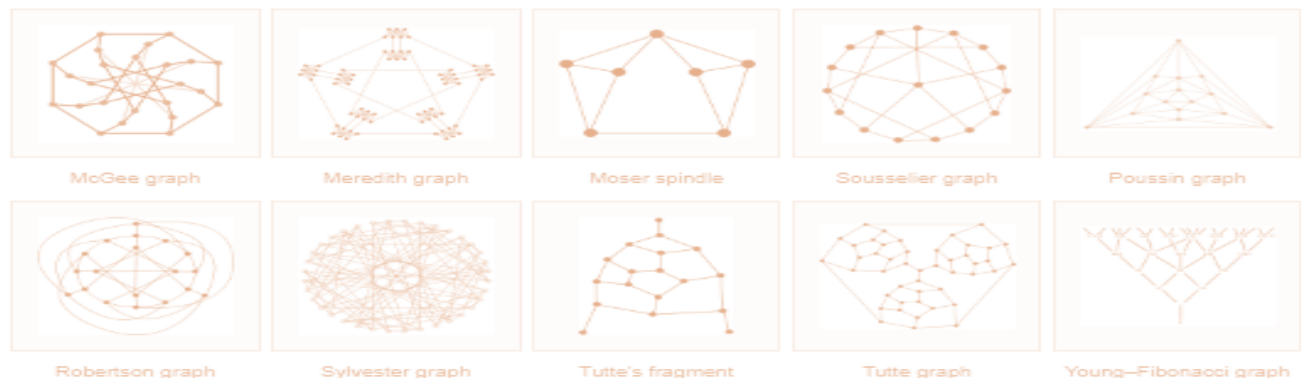 McGee graph
Meredith graph
Moser spindle
Sousselier graph
Poussin graph
Robertson graph
Sylvester graph
Tutte's fragment
Tutte graph
Young–Fibonacci graph